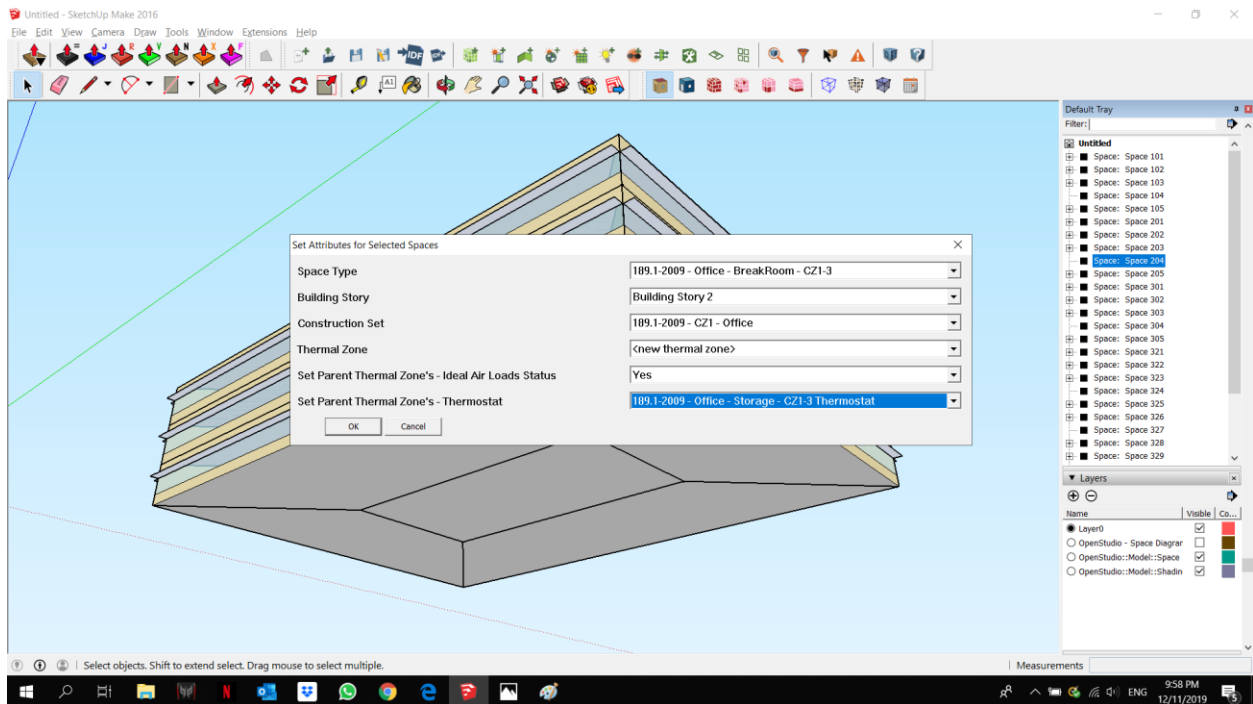 Untitled - SketchUp Make 2016
File Edit View Camera Draw Tools Window Extensions Help
IDF
A1
Default Tray
Filter:
Untitled
Space: Space 101
Space: Space 102
Space: Space 103
Space: Space 104
Space: Space 105
Space: Space 201
Space: Space 202
Space: Space 203
Space: Space 204
Space: Space 205
Space: Space 301
Space: Space 302
Space: Space 303
Space: Space 304
Space: Space 305
Space: Space 321
Space: Space 322
Space: Space 323
Space: Space 324
Space: Space 325
Space: Space 326
Space: Space 327
Space: Space 328
Space: Space 329
Set Attributes for Selected Spaces
Space Type 189.1-2009 - Office - BreakRoom - CZ1-3
Building Story Building Story 2
Construction Set 189.1-2009 - CZ1 - Office
Thermal Zone <new thermal zone>
Set Parent Thermal Zone's - Ideal Air Loads Status Yes
Set Parent Thermal Zone's - Thermostat 189.1-2009 - Office - Storage - CZ1-3 Thermostat
OK Cancel
Layers
Name Visible Co...
Layer0
OpenStudio - Space Diagrar
OpenStudio::Model::Space
OpenStudio::Model::Shadin
Select objects. Shift to extend select. Drag mouse to select multiple.
Measurements
ENG
9:58 PM
12/11/2019
5